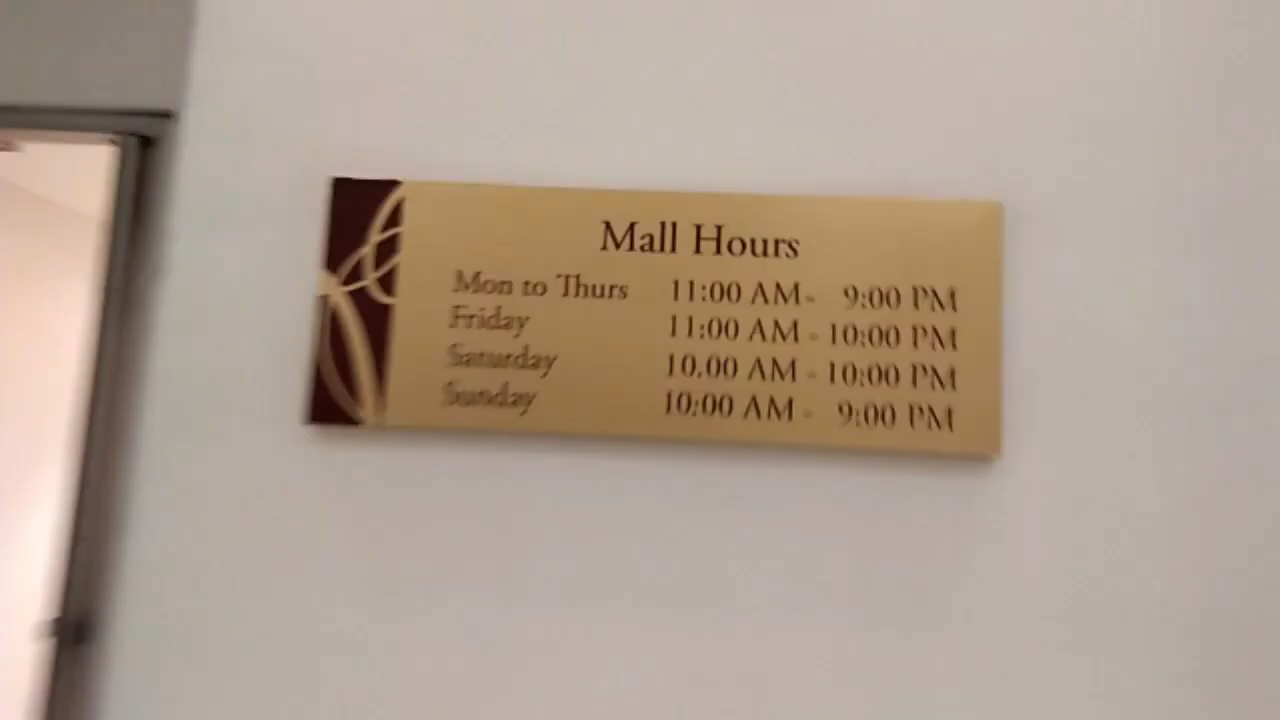 Mall Hours
Mon to Thurs 11:00 AM - 9:00 PM
Friday 11:00 AM - 10:00 PM
Saturday 10.00 AM - 10:00 PM
Sunday 10:00 AM - 9:00 PM